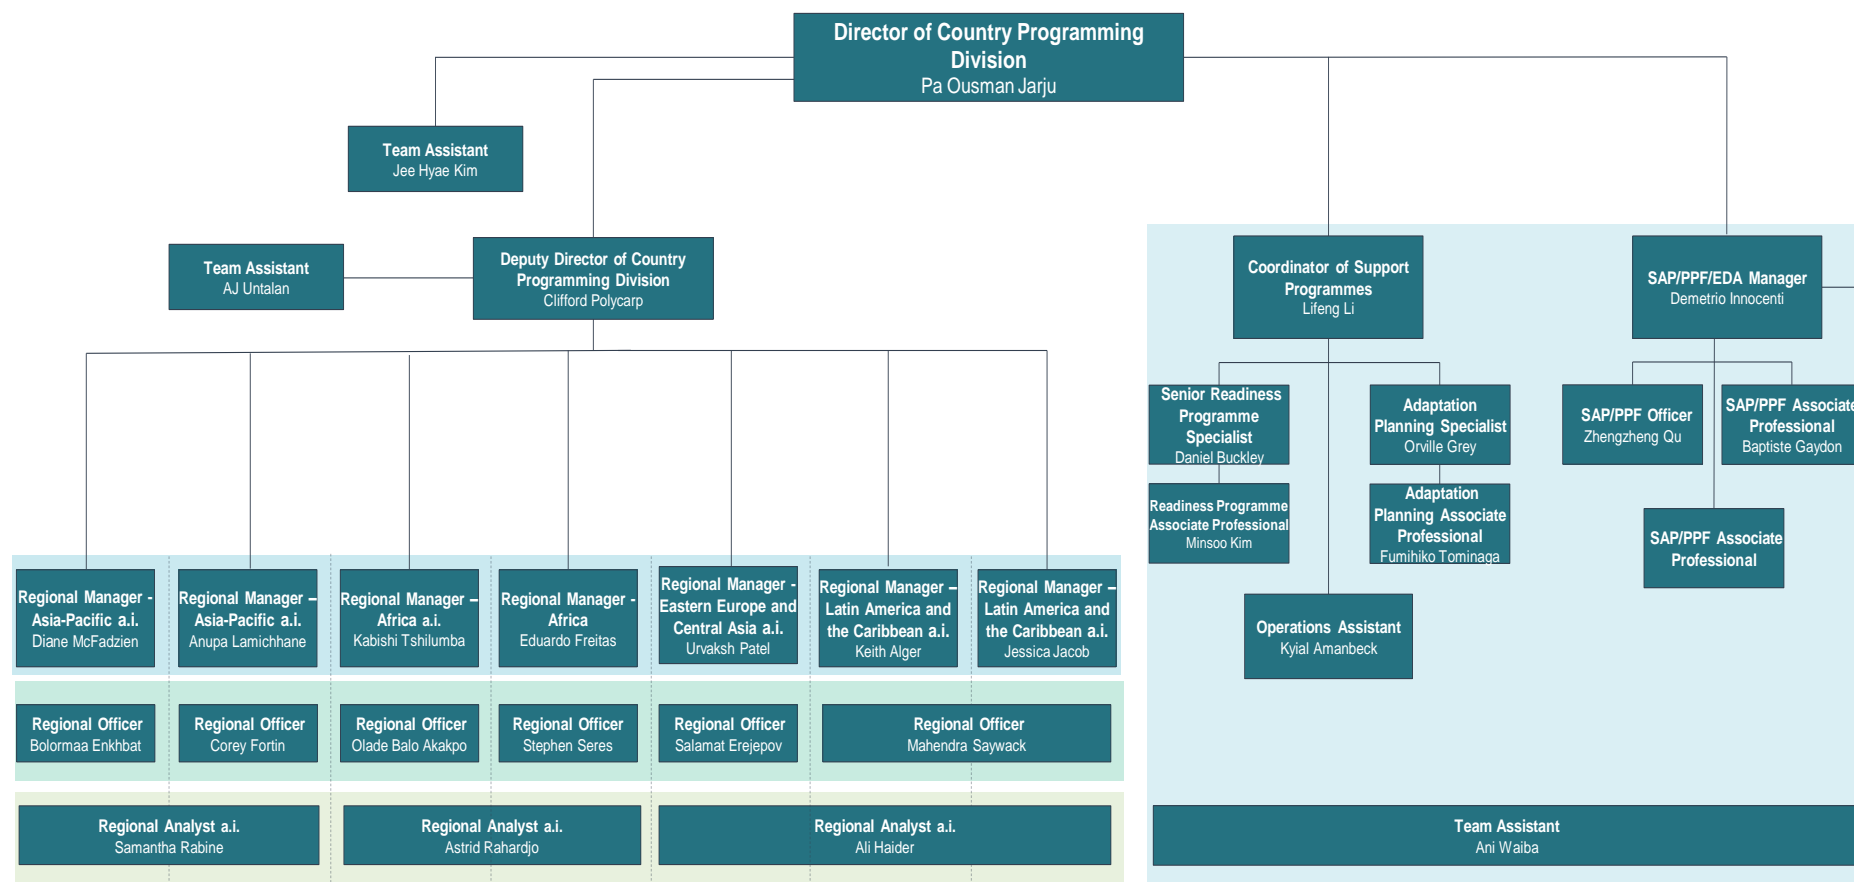 Director of Country Programming
Division
Pa Ousman Jarju
Team Assistant
Jee Hyae Kim
Team Assistant
AJ Untalan
Deputy Director of Country
Programming Division
Clifford Polycarp
Coordinator of Support
Programmes
Lifeng Li
SAP/PPF/EDA Manager
Demetrio Innocenti
Senior Readiness
Programme
Specialist
Daniel Buckley
Adaptation
Planning Specialist
Orville Grey
SAP/PPF Officer
Zhengzheng Qu
SAP/PPF Associate
Professional
Baptiste Gaydon
Readiness Programme
Associate Professional
Minsoo Kim
Adaptation
Planning Associate
Professional
Fumihiko Tominaga
SAP/PPF Associate
Professional
Operations Assistant
Kyial Amanbeck
Regional Manager -
Asia-Pacific a.i.
Diane McFadzien
Regional Manager –
Asia-Pacific a.i.
Anupa Lamichhane
Regional Manager –
Africa a.i.
Kabishi Tshilumba
Regional Manager -
Africa
Eduardo Freitas
Regional Manager -
Eastern Europe and
Central Asia a.i.
Urvaksh Patel
Regional Manager –
Latin America and
the Caribbean a.i.
Keith Alger
Regional Manager –
Latin America and
the Caribbean a.i.
Jessica Jacob
Regional Officer
Bolormaa Enkhbat
Regional Officer
Corey Fortin
Regional Officer
Olade Balo Akakpo
Regional Officer
Stephen Seres
Regional Officer
Salamat Erejepov
Regional Officer
Mahendra Saywack
Regional Analyst a.i.
Samantha Rabine
Regional Analyst a.i.
Astrid Rahardjo
Regional Analyst a.i.
Ali Haider
Team Assistant
Ani Waiba